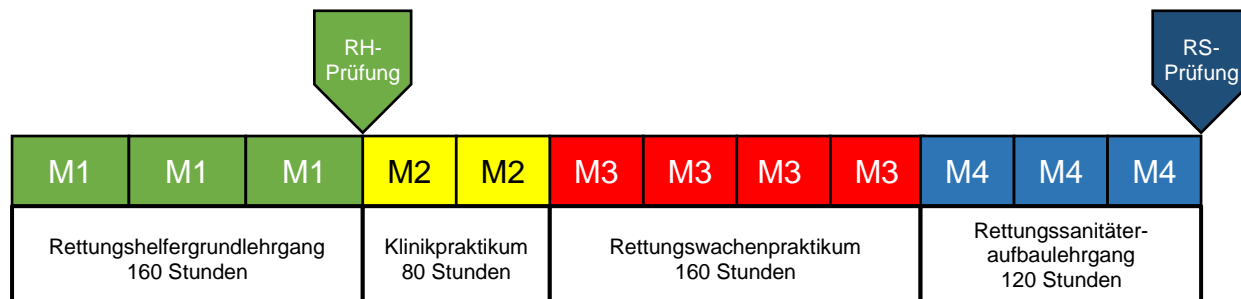 RH-
Prüfung
RS-
Prüfung
M1 M1 M1 M2 M2 M3 M3 M3 M3 M4 M4 M4
Rettungshelfergrundlehrgang
160 Stunden
Klinikpraktikum
80 Stunden
Rettungswachenpraktikum
160 Stunden
Rettungssanitäter-
aufbaulehrgang
120 Stunden